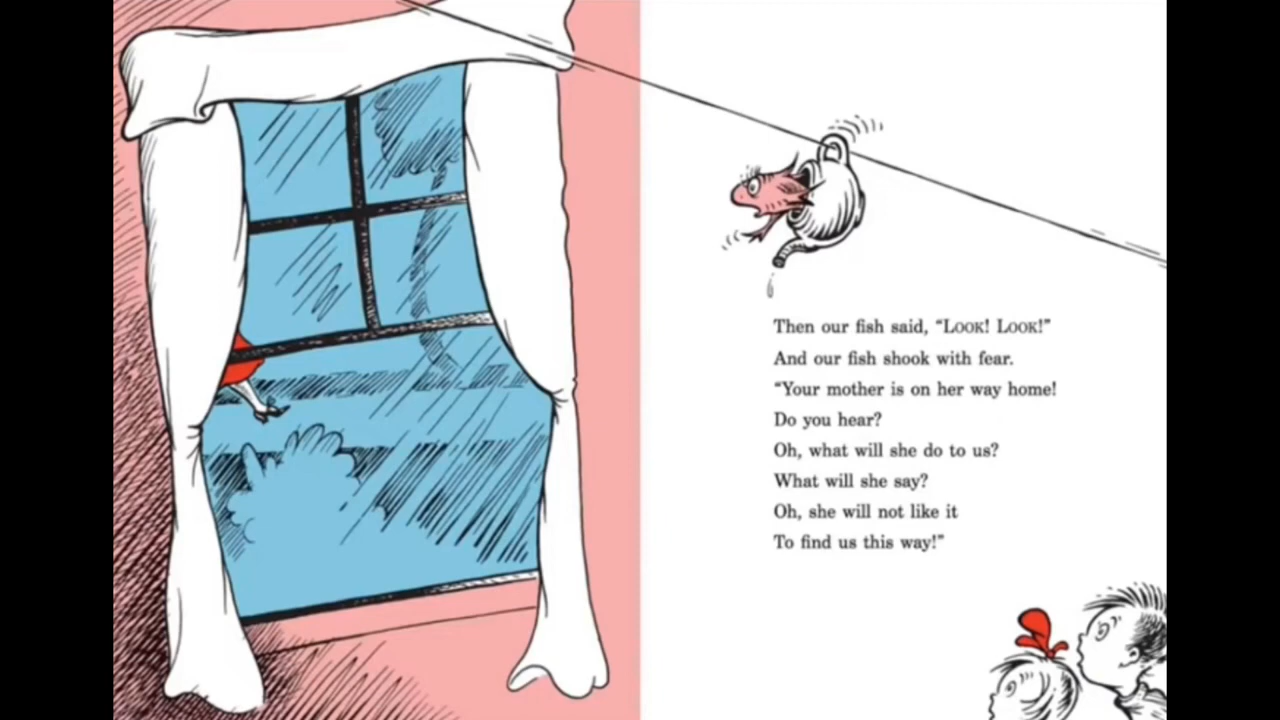 Then our fish said, “LOOK! LOOK!”
And our fish shook with fear.
“Your mother is on her way home!
Do you hear?
Oh, what will she do to us?
What will she say?
Oh, she will not like it
To find us this way!”